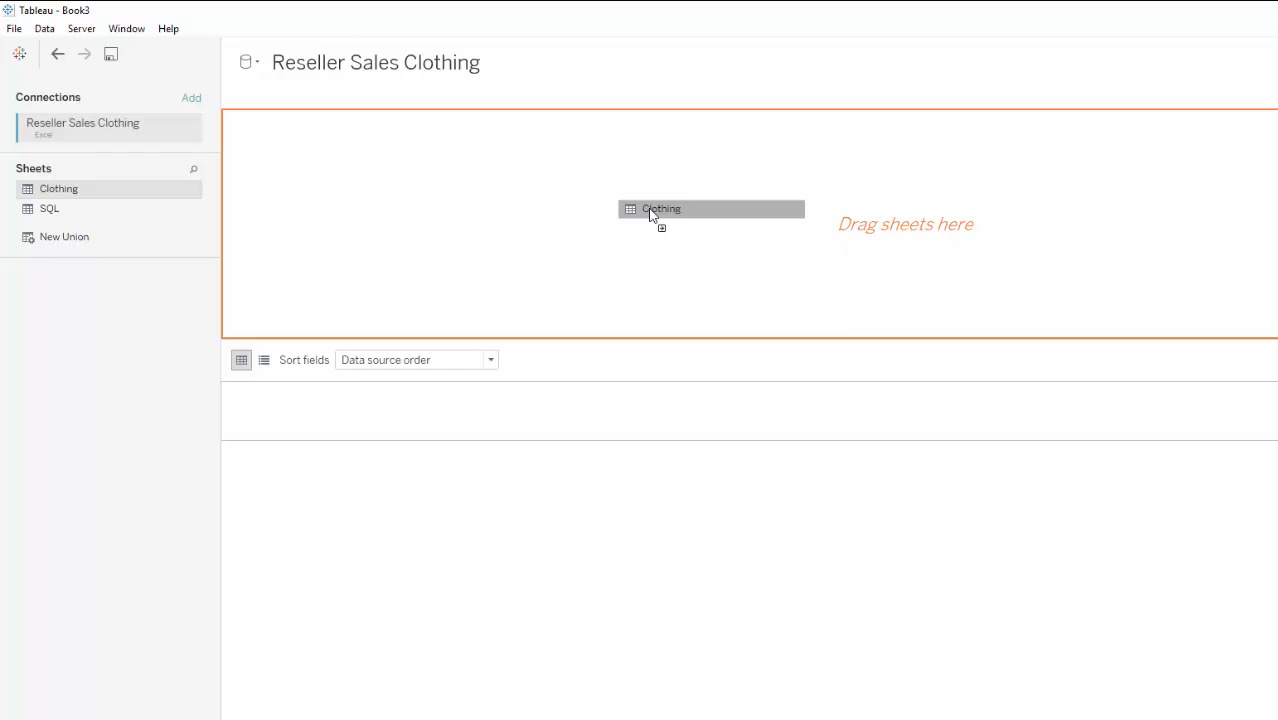 Tableau - Book3
File Data Server Window Help
Connections Add
Reseller Sales Clothing
Excel
Sheets
Clothing
SQL
New Union
Reseller Sales Clothing
Clothing
Drag sheets here
Sort fields Data source order